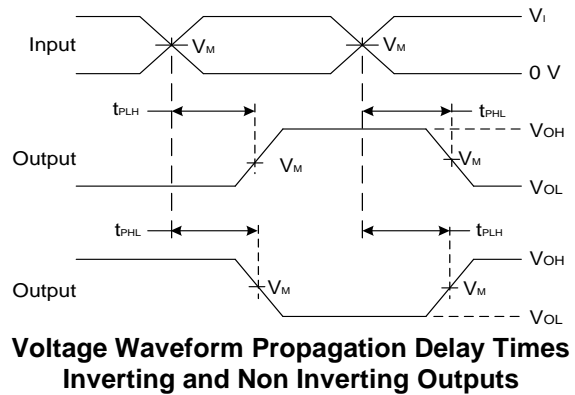 VI
Input VM VM
0 V
tPLH tPHL
VOH
Output VM VM
VOL
tPHL tPLH
VOH
Output VM VM
VOL
Voltage Waveform Propagation Delay Times
Inverting and Non Inverting Outputs